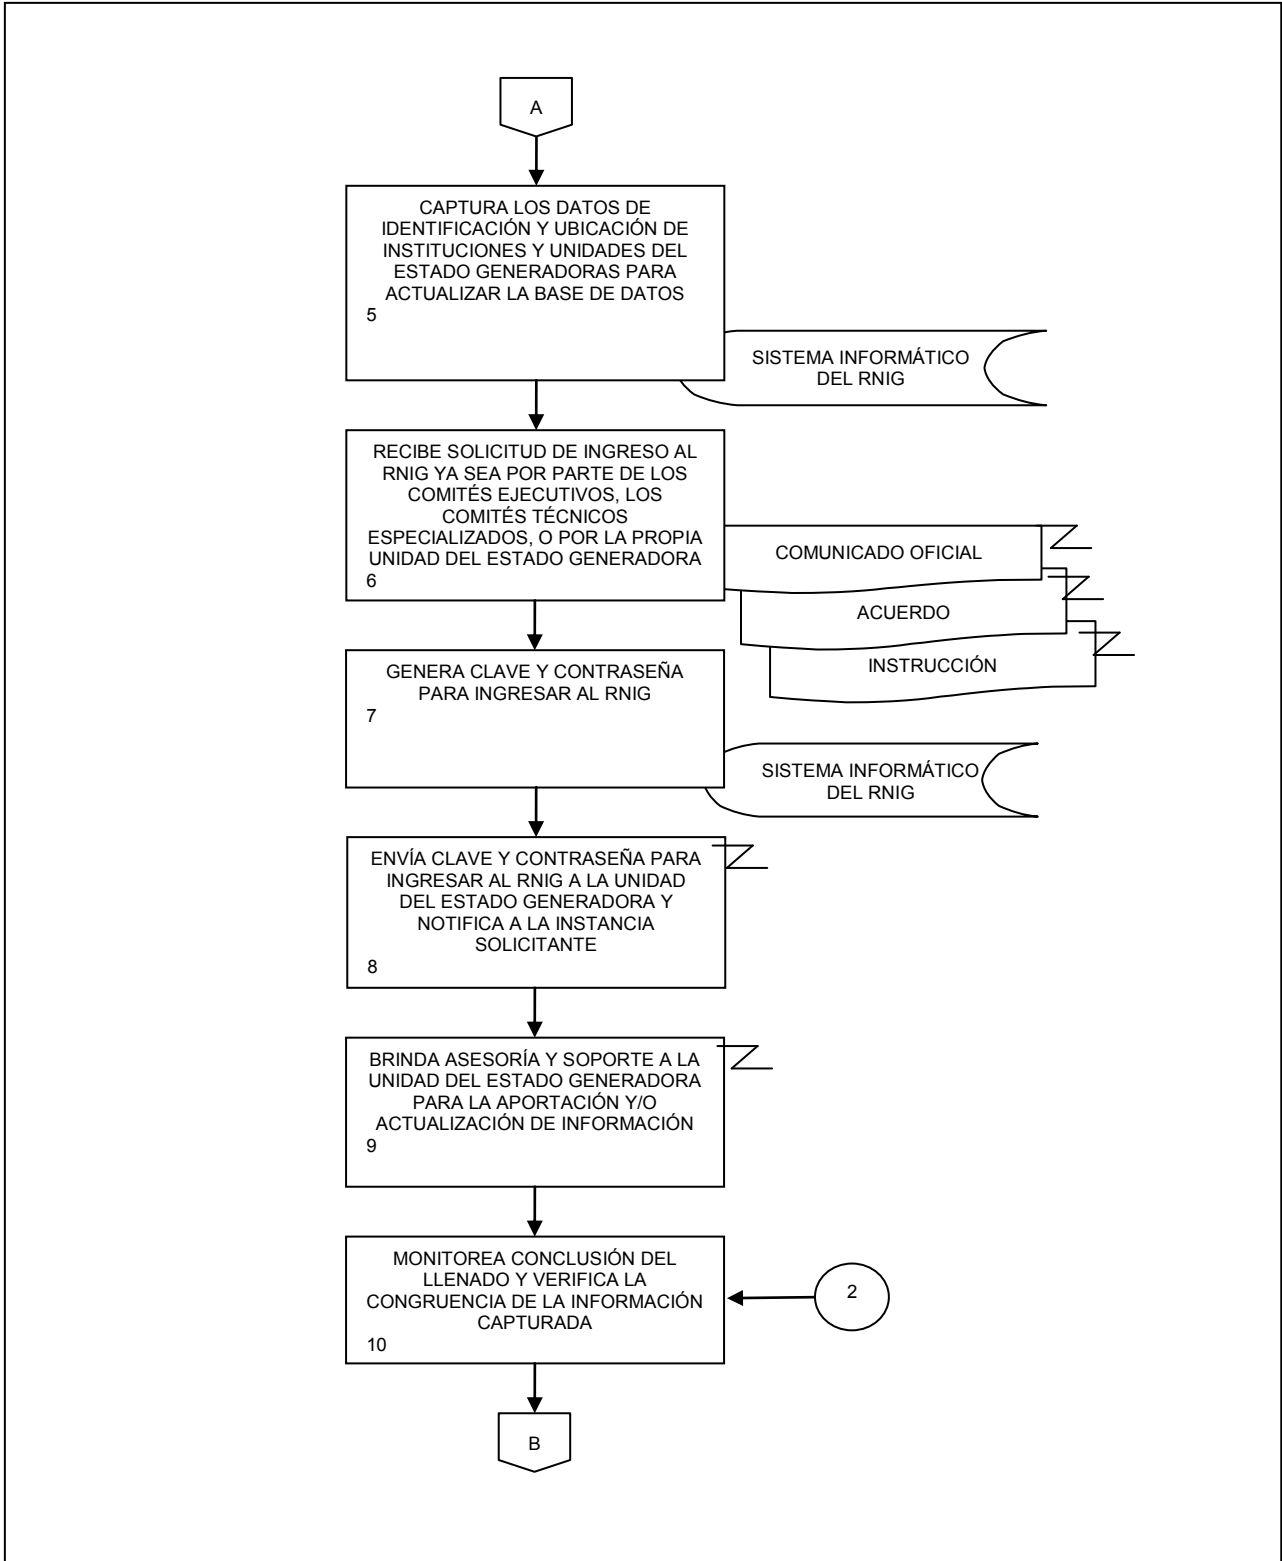 A
CAPTURA LOS DATOS DE
IDENTIFICACIÓN Y UBICACIÓN DE
INSTITUCIONES Y UNIDADES DEL
ESTADO GENERADORAS PARA
ACTUALIZAR LA BASE DE DATOS
5
SISTEMA INFORMÁTICO
DEL RNIG
RECIBE SOLICITUD DE INGRESO AL
RNIG YA SEA POR PARTE DE LOS
COMITÉS EJECUTIVOS, LOS
COMITÉS TÉCNICOS
ESPECIALIZADOS, O POR LA PROPIA
UNIDAD DEL ESTADO GENERADORA
6
COMUNICADO OFICIAL
ACUERDO
INSTRUCCIÓN
GENERA CLAVE Y CONTRASEÑA
PARA INGRESAR AL RNIG
7
SISTEMA INFORMÁTICO
DEL RNIG
ENVÍA CLAVE Y CONTRASEÑA PARA
INGRESAR AL RNIG A LA UNIDAD
DEL ESTADO GENERADORA Y
NOTIFICA A LA INSTANCIA
SOLICITANTE
8
BRINDA ASESORÍA Y SOPORTE A LA
UNIDAD DEL ESTADO GENERADORA
PARA LA APORTACIÓN Y/O
ACTUALIZACIÓN DE INFORMACIÓN
9
MONITOREA CONCLUSIÓN DEL
LLENADO Y VERIFICA LA
CONGRUENCIA DE LA INFORMACIÓN
CAPTURADA
10
2
B